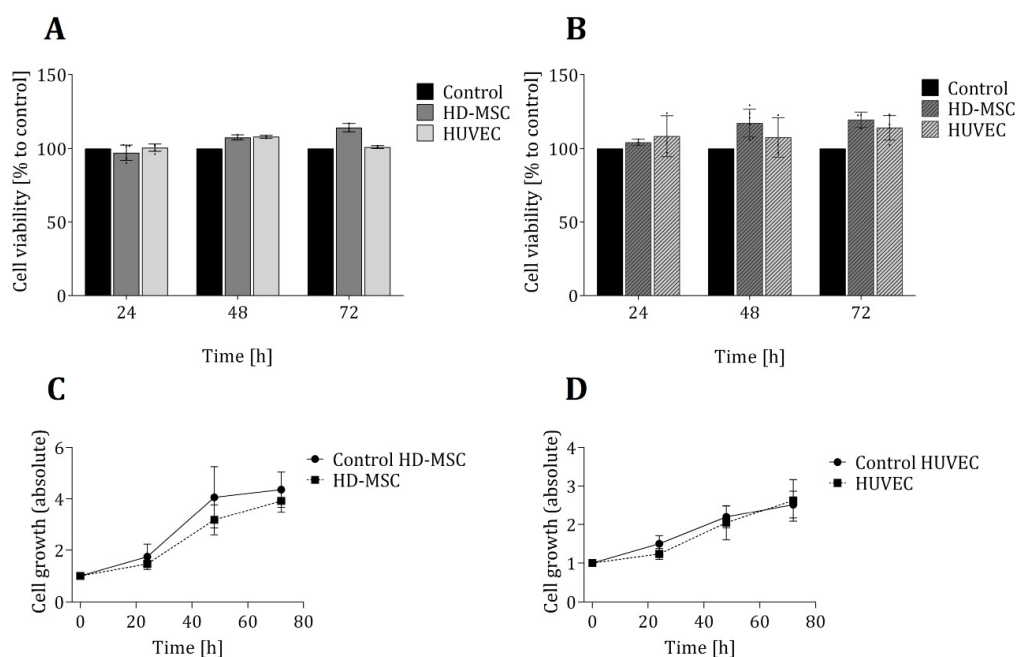 A
Cell viability [% to control]
150
100
50
0
24
48
72
Time [h]
Control
HD-MSC
HUVEC
B
Cell viability [% to control]
150
100
50
0
24
48
72
Time [h]
Control
HD-MSC
HUVEC
C
Cell growth (absolute)
6
4
2
0
0
20
40
60
80
Time [h]
Control HD-MSC
HD-MSC
D
Cell growth (absolute)
4
3
2
1
0
0
20
40
60
80
Time [h]
Control HUVEC
HUVEC